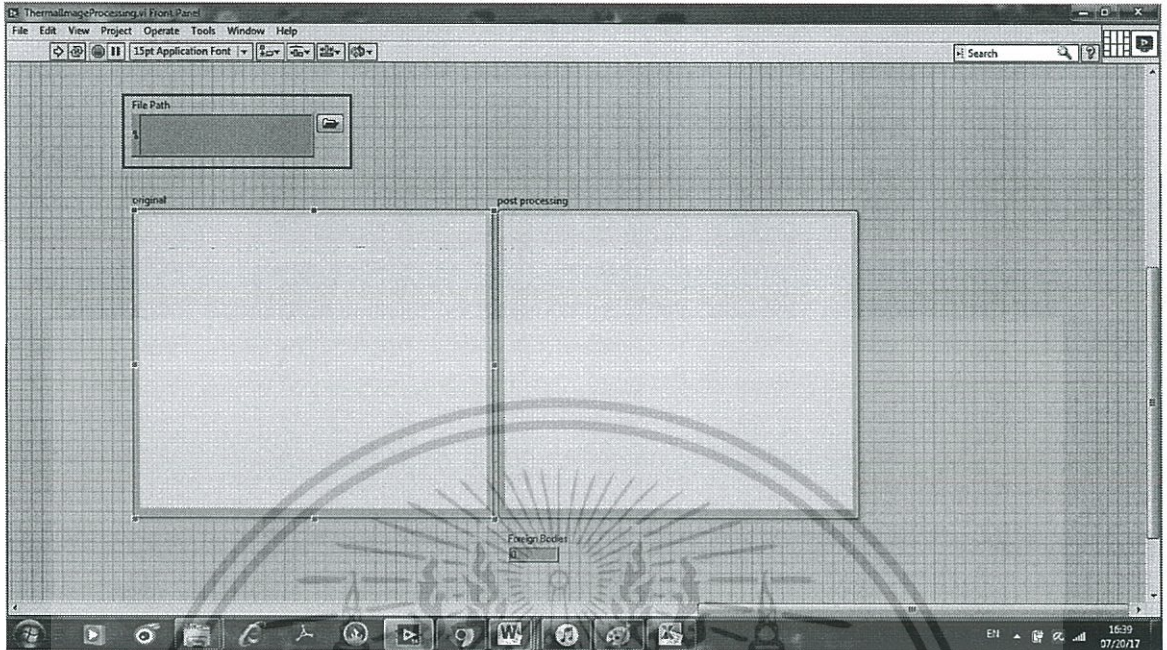 ThermalImageProcessing.vi Front Panel
File Edit View Project Operate Tools Window Help
15pt Application Font
Search
File Path
original
post processing
Foreign Bodies
0
EN
16:39
07/20/17